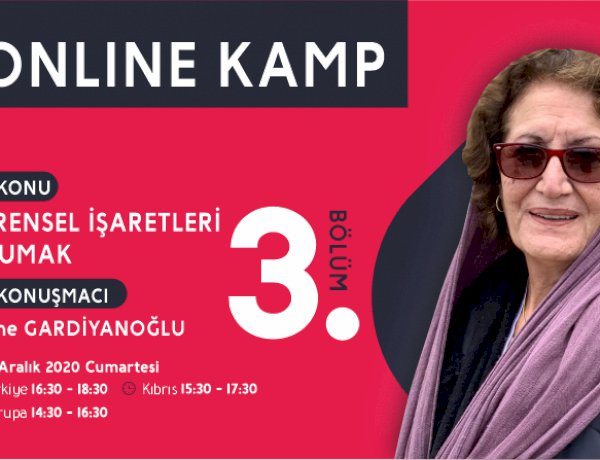 ONLINE KAMP
KONU
RENSEL İŞARETLERİ
UMAK
KONUŞMACI
ne GARDİYANOĞLU
3.
BÖLÜM
Aralık 2020 Cumartesi
rkiye 16:30 - 18:30 Kıbrıs 15:30 - 17:30
rupa 14:30 - 16:30